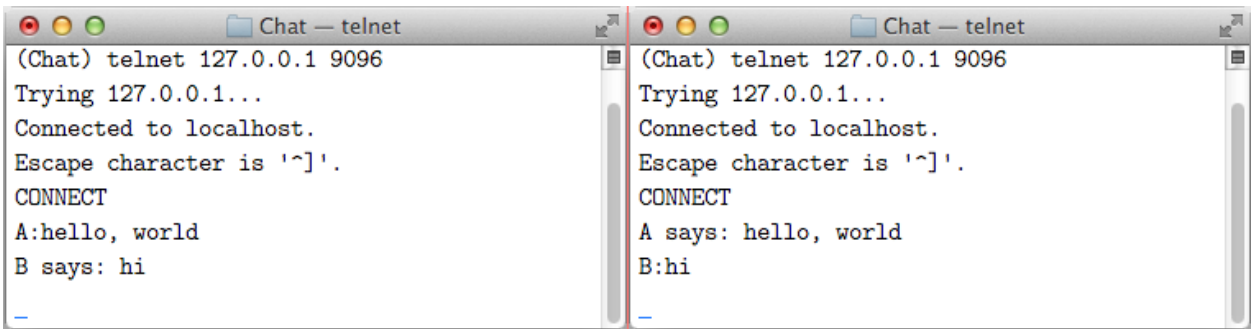 Chat — telnet
(Chat) telnet 127.0.0.1 9096
Trying 127.0.0.1...
Connected to localhost.
Escape character is '^]'.
CONNECT
A:hello, world
B says: hi
_
Chat — telnet
(Chat) telnet 127.0.0.1 9096
Trying 127.0.0.1...
Connected to localhost.
Escape character is '^]'.
CONNECT
A says: hello, world
B:hi
_